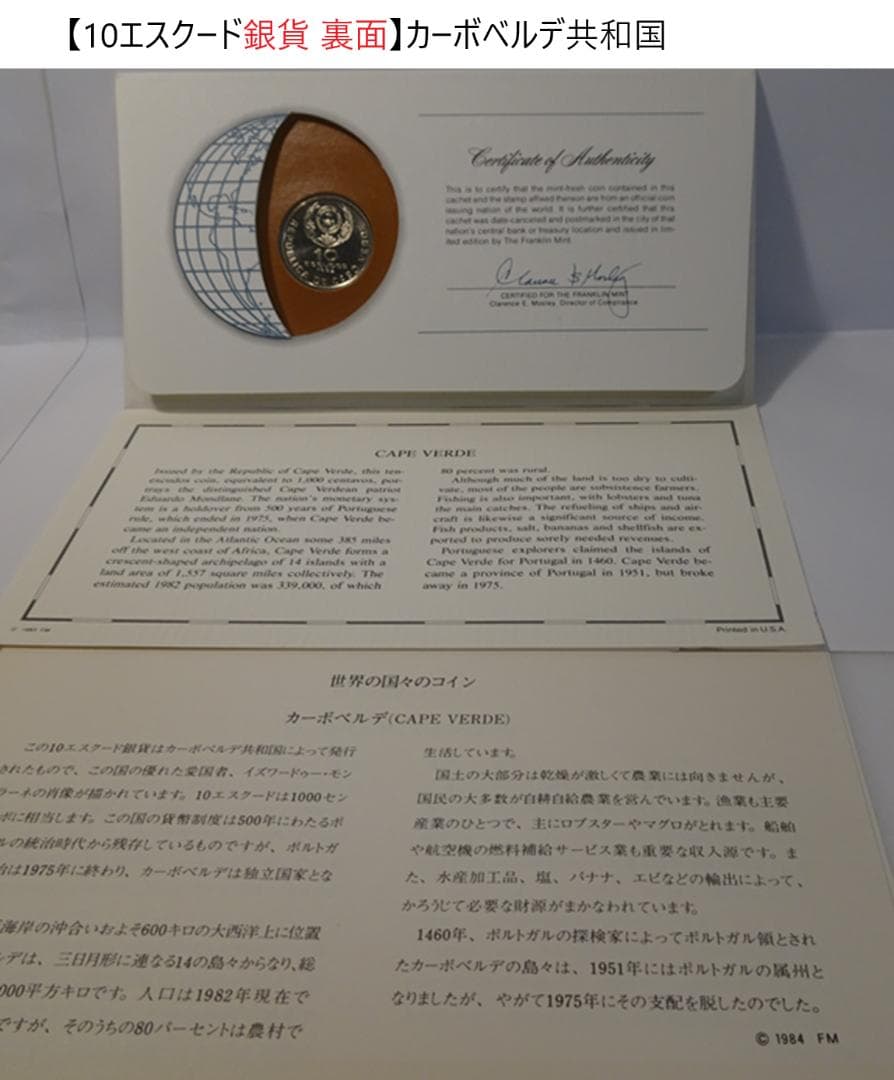 【10エスクード銀貨 裏面】カーボベルデ共和国
Certificate of Authenticity
This is to certify that the mint-fresh coin contained in this
cachet and the stamp affixed thereon are from an official coin
issuing nation of the world. It is further certified that this
cachet was date-canceled and postmarked in the city of that
nation's central bank or treasury location and issued in lim-
ited edition by The Franklin Mint.
CERTIFIED FOR THE FRANKLIN MINT
Clarence E. Moxley, Director of Compliance
10
CAPE VERDE
Issued by the Republic of Cape Verde, this ten-
escudos coin, equivalent to 1,000 centavos, por-
trays the distinguished Cape Verdean patriot
Eduardo Mondlane. The nation's monetary sys-
tem is a holdover from 500 years of Portuguese
rule, which ended in 1975, when Cape Verde be-
came an independent nation.
Located in the Atlantic Ocean some 385 miles
off the west coast of Africa, Cape Verde forms a
crescent-shaped archipelago of 14 islands with a
land area of 1,557 square miles collectively. The
estimated 1982 population was 339,000, of which
80 percent was rural.
Although much of the land is too dry to culti-
vate, most of the people are subsistence farmers.
Fishing is also important, with lobsters and tuna
the main catches. The refueling of ships and air-
craft is likewise a significant source of income.
Fish products, salt, bananas and shellfish are ex-
ported to produce sorely needed revenues.
Portuguese explorers claimed the islands of
Cape Verde for Portugal in 1460. Cape Verde be-
came a province of Portugal in 1951, but broke
away in 1975.
Printed in U.S.A.
世界の国々のコイン
カーボベルデ(CAPE VERDE)
この10エスクード銀貨はカーボベルデ共和国によって発行
されたもので、この国の優れた愛国者、イズワードゥー・モン
ラーネの肖像が描かれています。10エスクードは1000セン
ボに相当します。この国の貨幣制度は500年にわたるポ
ルの統治時代から残存しているものですが、ポルトガ
治は1975年に終わり、カーボベルデは独立国家とな
海岸の沖合いおよそ600キロの大西洋上に位置
デは、三日月形に連なる14の島々からなり、総
000平方キロです。人口は1982年現在で
ですが、そのうちの80パーセントは農村で
生活しています。
国土の大部分は乾燥が激しくて農業には向きませんが、
国民の大多数が自耕自給農業を営んでいます。漁業も主要
産業のひとつで、主にロブスターやマグロがとれます。船舶
や航空機の燃料補給サービス業も重要な収入源です。ま
た、水産加工品、塩、バナナ、エビなどの輸出によって、
かろうじて必要な財源がまかなわれています。
1460年、ポルトガルの探検家によってポルトガル領とされ
たカーボベルデの島々は、1951年にはポルトガルの属州と
なりましたが、やがて1975年にその支配を脱したのでした。
© 1984 FM